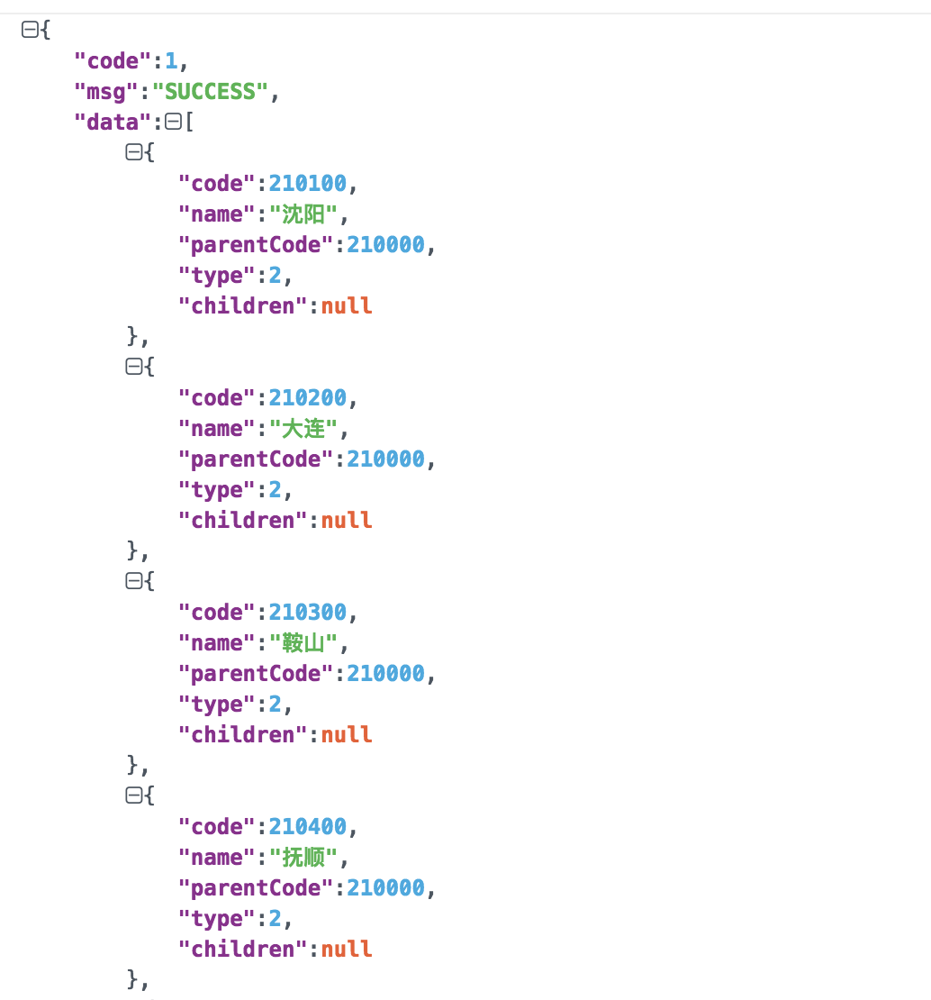 {
"code":1,
"msg":"SUCCESS",
"data":[
{
"code":210100,
"name":"沈阳",
"parentCode":210000,
"type":2,
"children":null
},
{
"code":210200,
"name":"大连",
"parentCode":210000,
"type":2,
"children":null
},
{
"code":210300,
"name":"鞍山",
"parentCode":210000,
"type":2,
"children":null
},
{
"code":210400,
"name":"抚顺",
"parentCode":210000,
"type":2,
"children":null
},